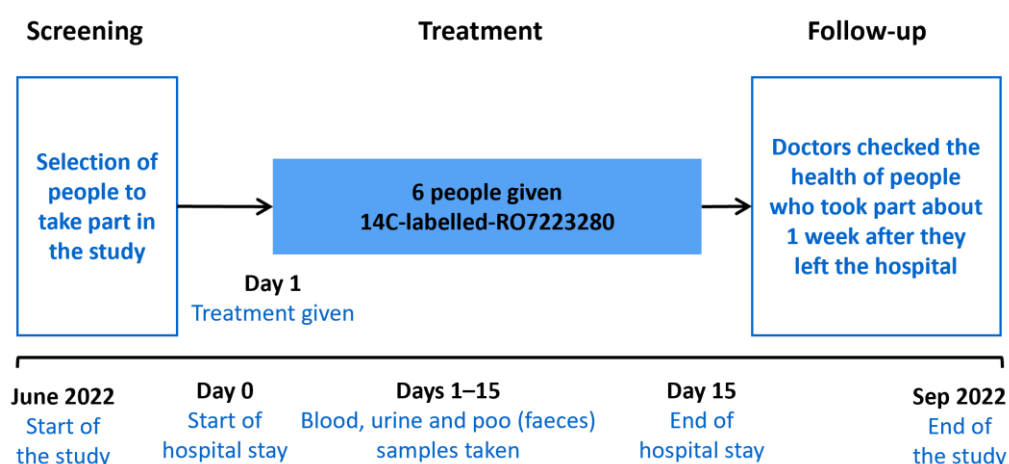 Screening
Treatment
Follow-up
Selection of
people to
take part in
the study
6 people given
14C-labelled-RO7223280
Doctors checked the
health of people
who took part about
1 week after they
left the hospital
Day 1
Treatment given
June 2022
Start of
the study
Day 0
Start of
hospital stay
Days 1–15
Blood, urine and poo (faeces)
samples taken
Day 15
End of
hospital stay
Sep 2022
End of
the study